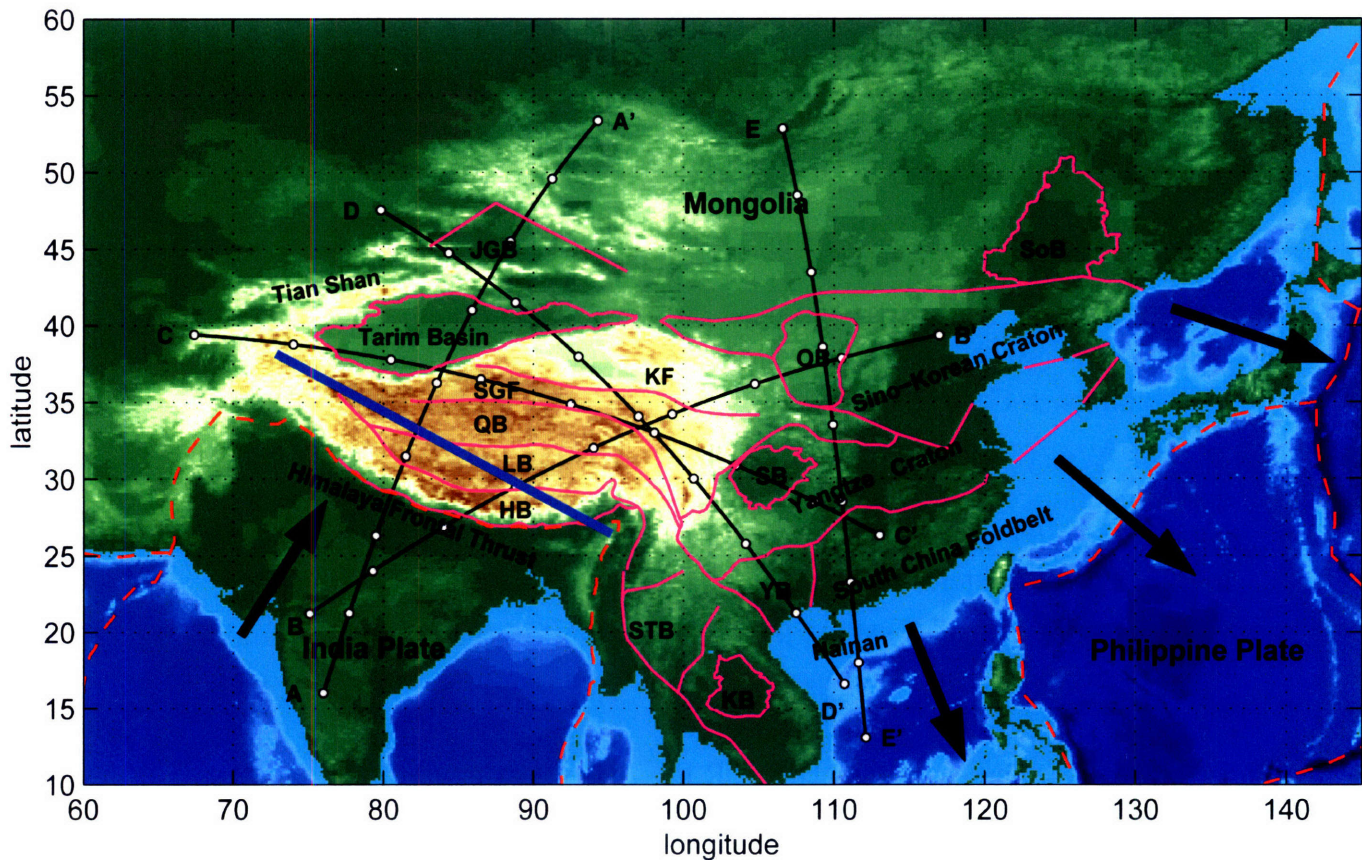 60
55
50
45
40
35
30
25
20
15
10
latitude
60
70
80
90
100
110
120
130
140
longitude
A'
E
D
Mongolia
JGB
SoB
Tian Shan
C
Tarim Basin
B'
OB
Sino-Korean Craton
KF
SGF
QB
LB
SB
Yangtze Craton
HB
Himalaya Frontal Thrust
C'
South China Foldbelt
YB
B
STB
India Plate
Hainan
Philippine Plate
A
KB
D'
E'